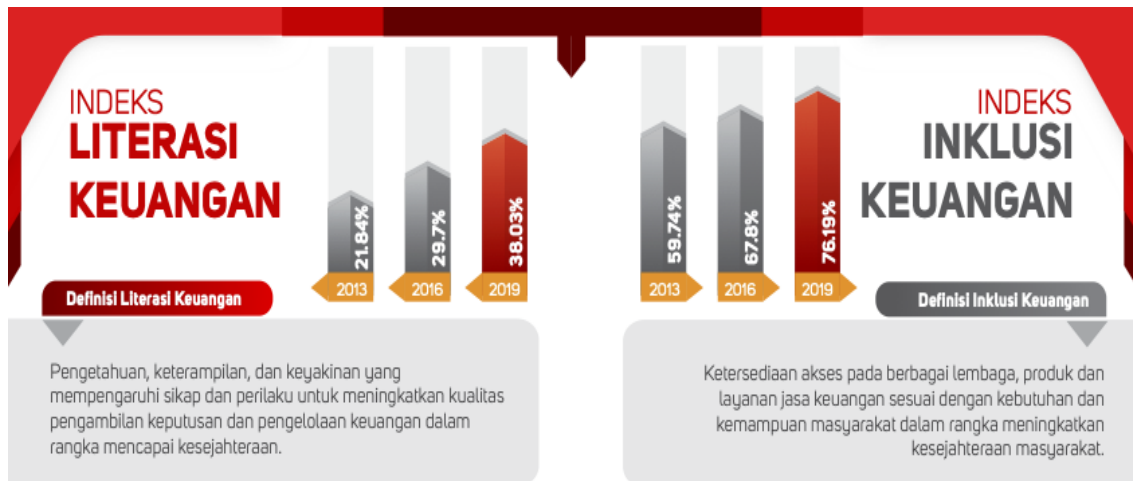 INDEKS
LITERASI
KEUANGAN
21.84%
29.7%
38.03%
2013
2016
2019
Definisi Literasi Keuangan
Pengetahuan, keterampilan, dan keyakinan yang
mempengaruhi sikap dan perilaku untuk meningkatkan kualitas
pengambilan keputusan dan pengelolaan keuangan dalam
rangka mencapai kesejahteraan.
INDEKS
INKLUSI
KEUANGAN
59.74%
67.8%
76.19%
2013
2016
2019
Definisi Inklusi Keuangan
Ketersediaan akses pada berbagai lembaga, produk dan
layanan jasa keuangan sesuai dengan kebutuhan dan
kemampuan masyarakat dalam rangka meningkatkan
kesejahteraan masyarakat.